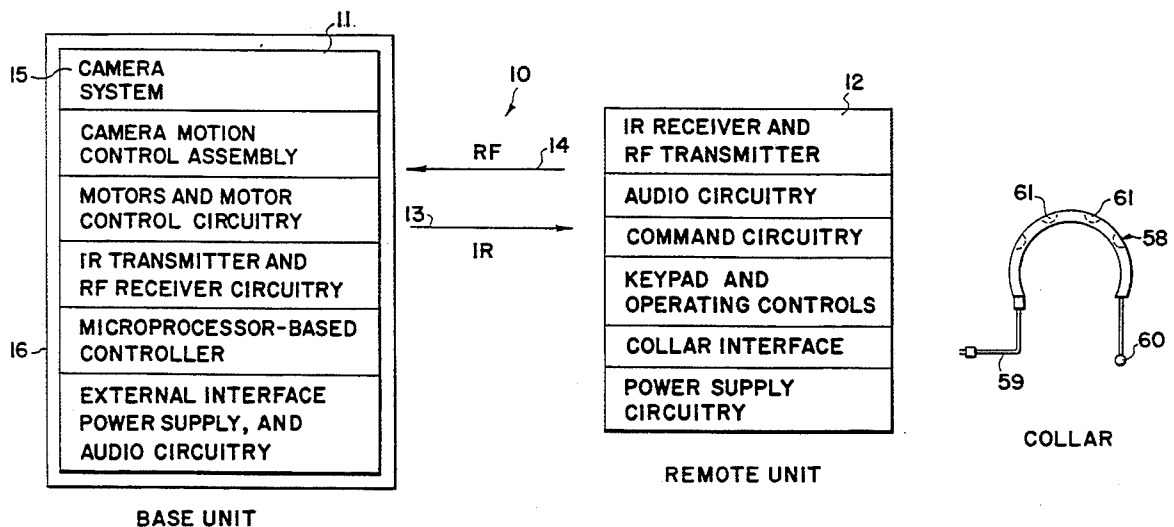 11
15
CAMERA
SYSTEM
CAMERA MOTION
CONTROL ASSEMBLY
MOTORS AND MOTOR
CONTROL CIRCUITRY
IR TRANSMITTER AND
RF RECEIVER CIRCUITRY
MICROPROCESSOR-BASED
CONTROLLER
16
EXTERNAL INTERFACE
POWER SUPPLY, AND
AUDIO CIRCUITRY
BASE UNIT
10
RF
14
13
IR
12
IR RECEIVER AND
RF TRANSMITTER
AUDIO CIRCUITRY
COMMAND CIRCUITRY
KEYPAD AND
OPERATING CONTROLS
COLLAR INTERFACE
POWER SUPPLY
CIRCUITRY
REMOTE UNIT
61
61
58
60
59
COLLAR